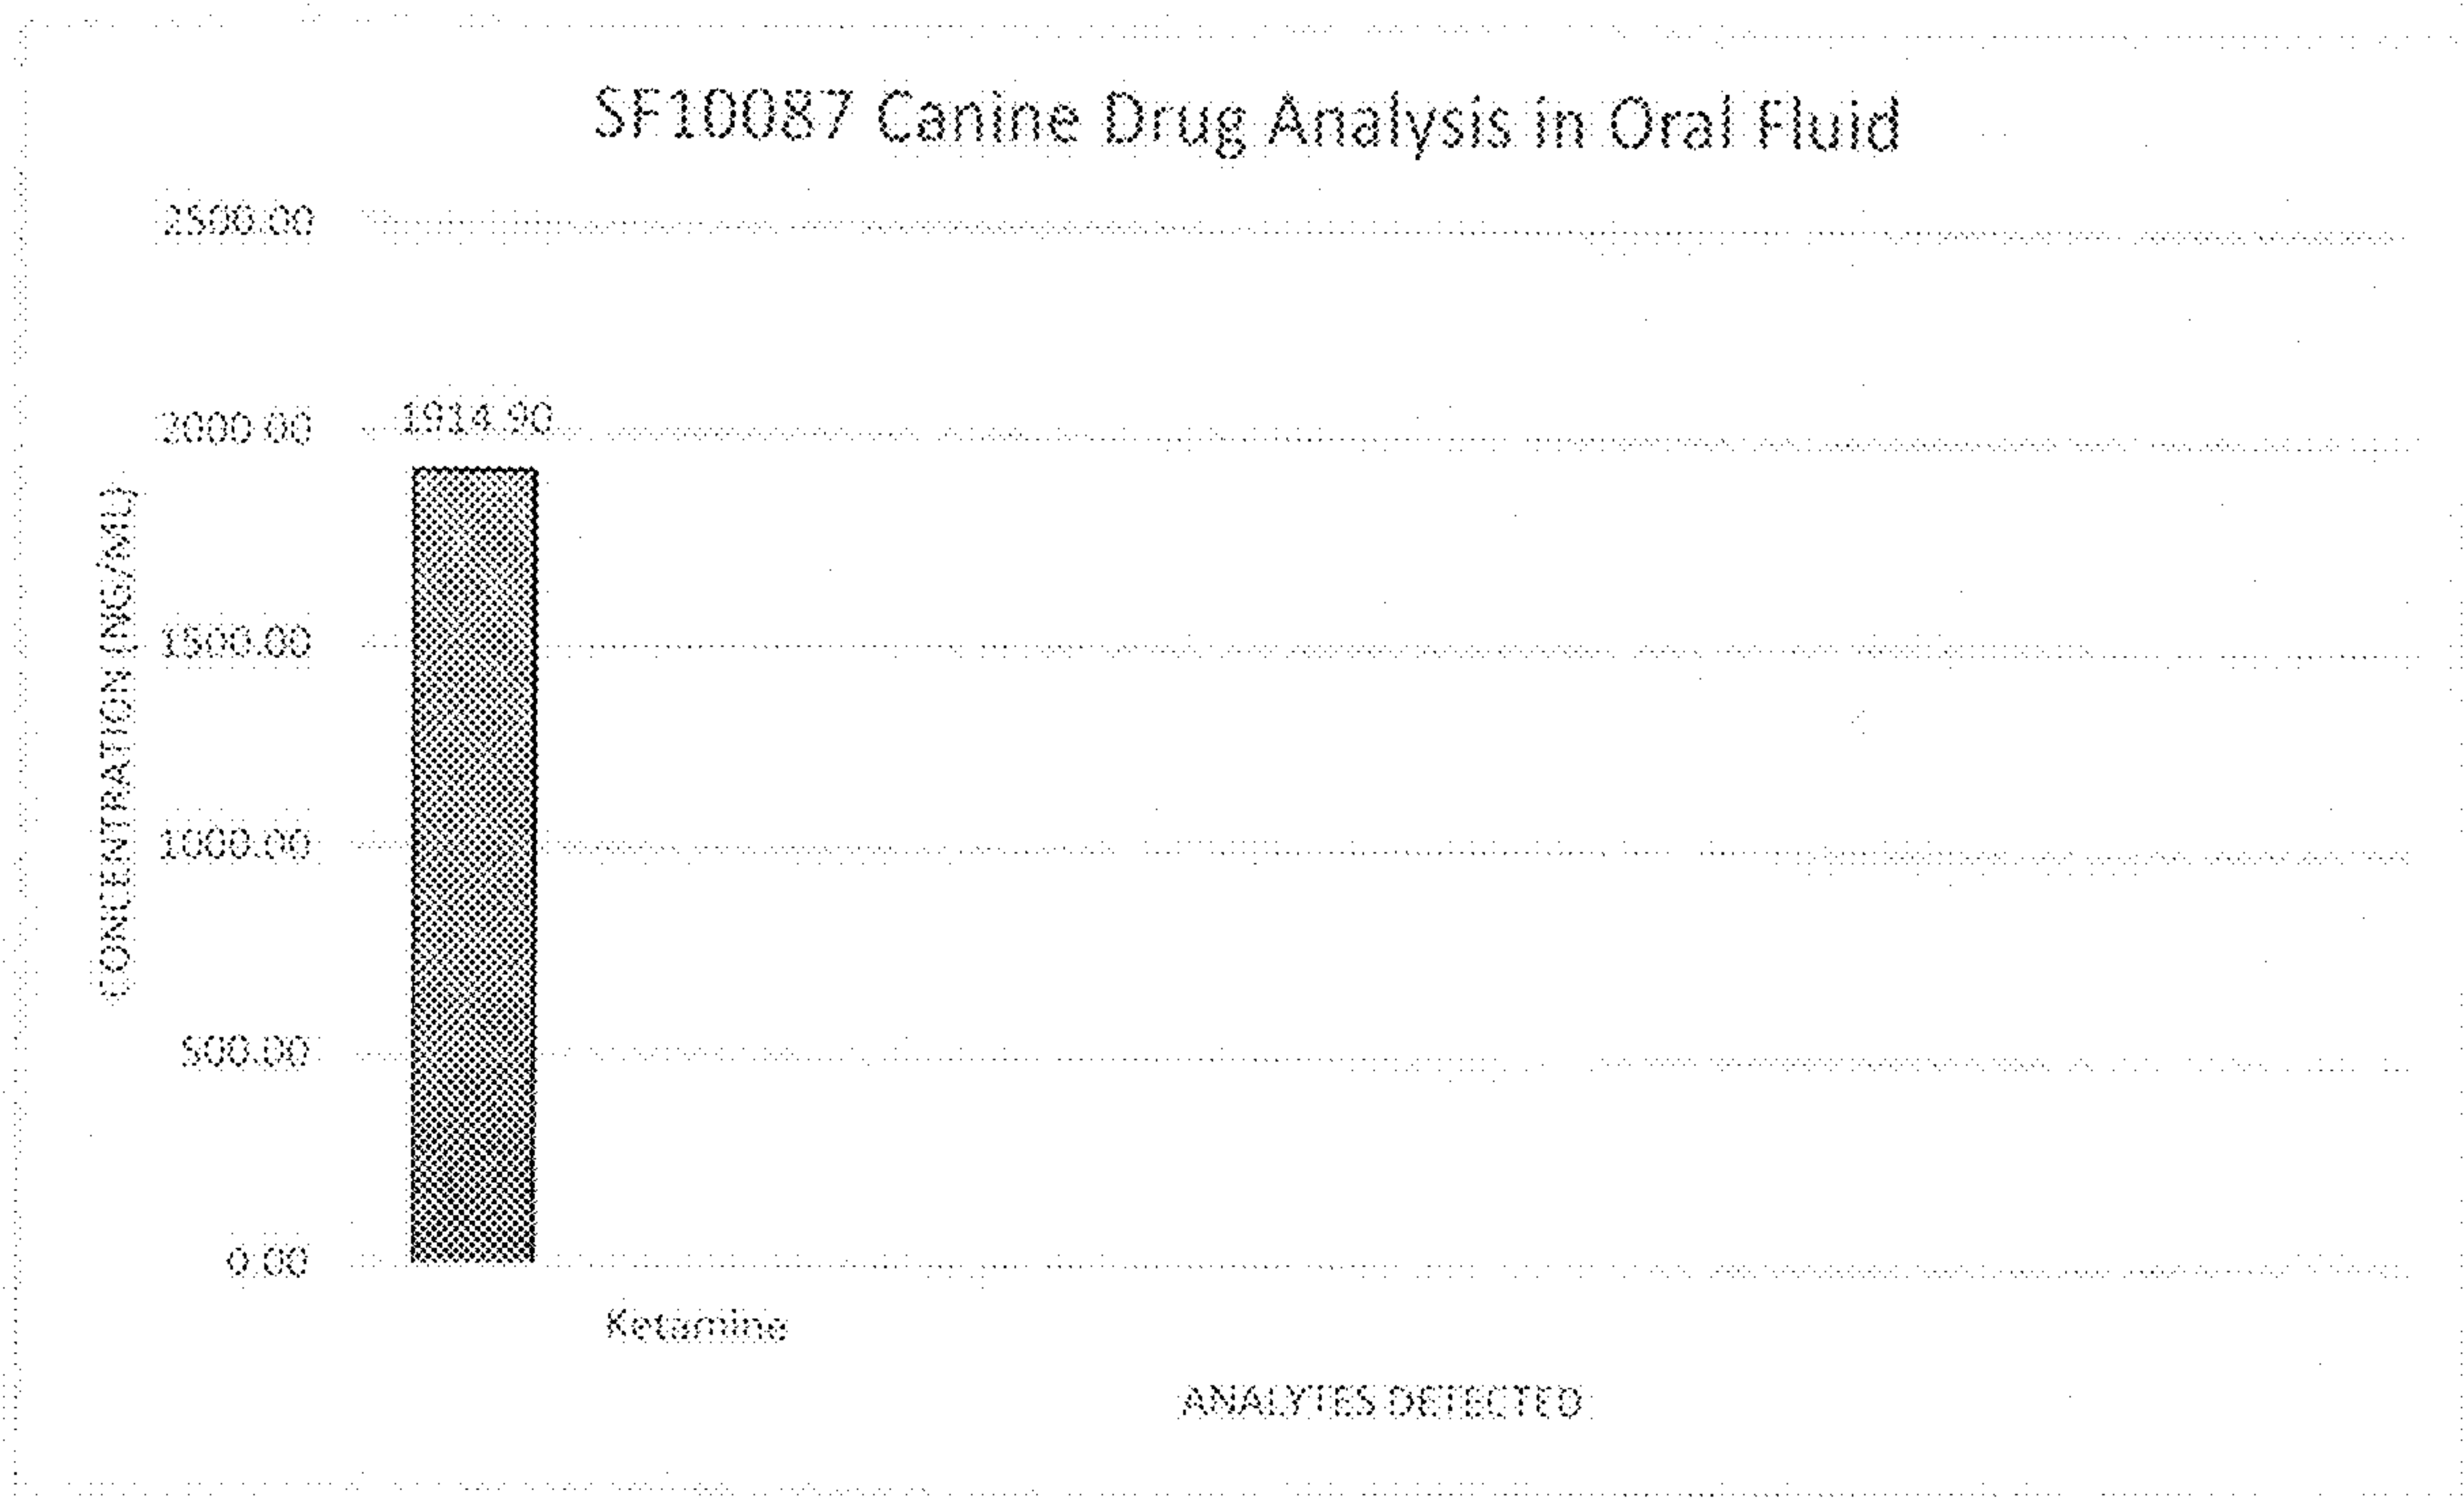 SF10087 Canine Drug Analysis in Oral Fluid
2500.00
2000.00
1914.90
1500.00
1000.00
500.00
0.00
CONCENTRATION (NG/ML)
Ketamine
ANALYTES DETECTED